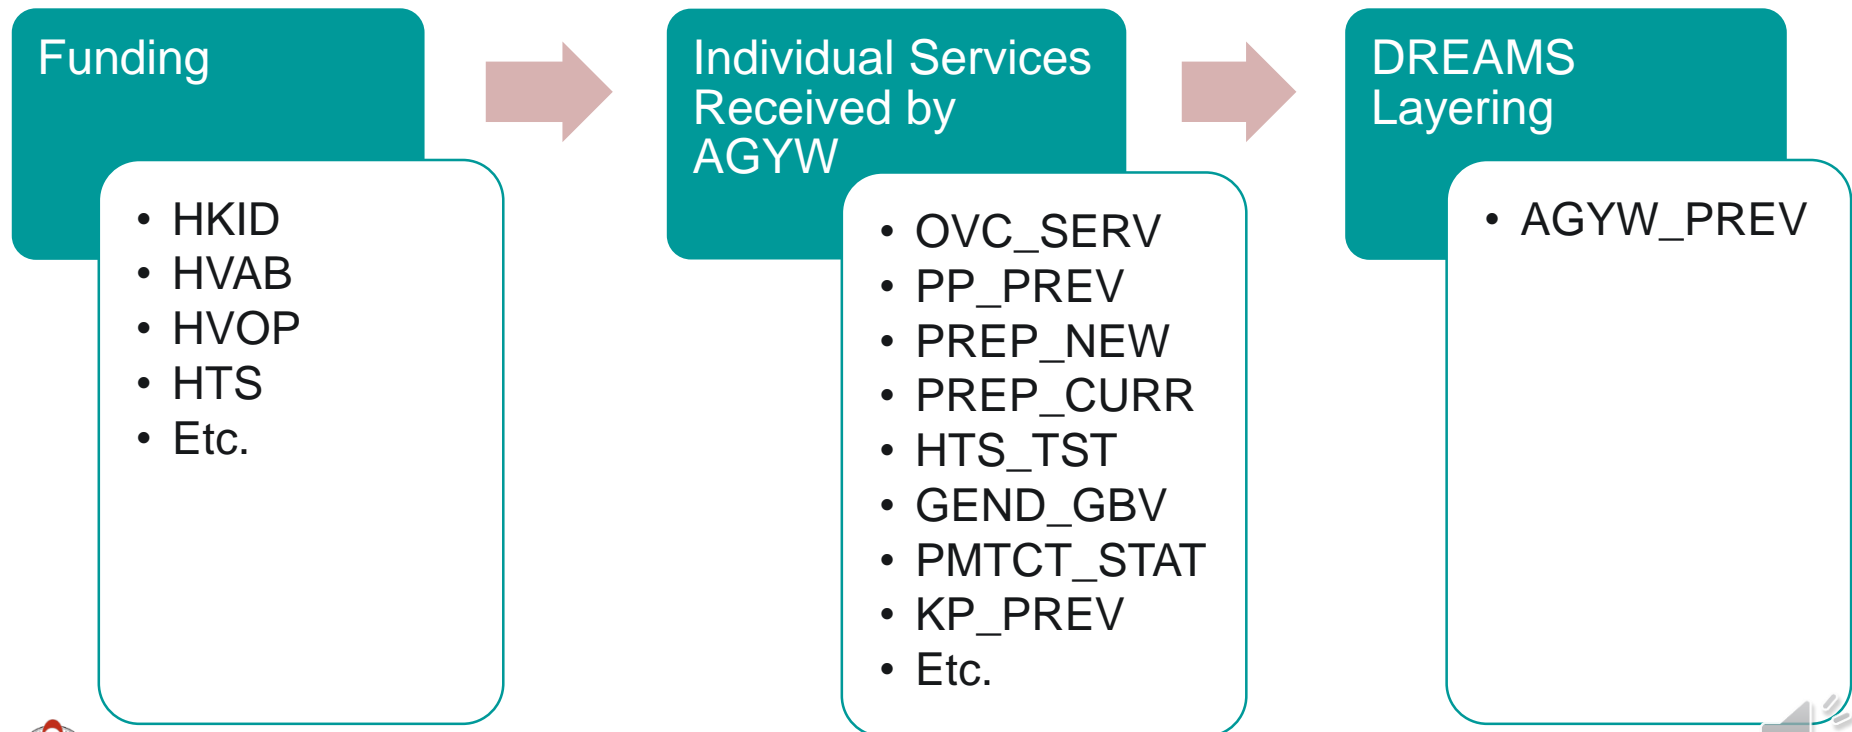 Funding
• HKID
• HVAB
• HVOP
• HTS
• Etc.
Individual Services
Received by
AGYW
• OVC_SERV
• PP_PREV
• PREP_NEW
• PREP_CURR
• HTS_TST
• GEND_GBV
• PMTCT_STAT
• KP_PREV
• Etc.
DREAMS
Layering
• AGYW_PREV